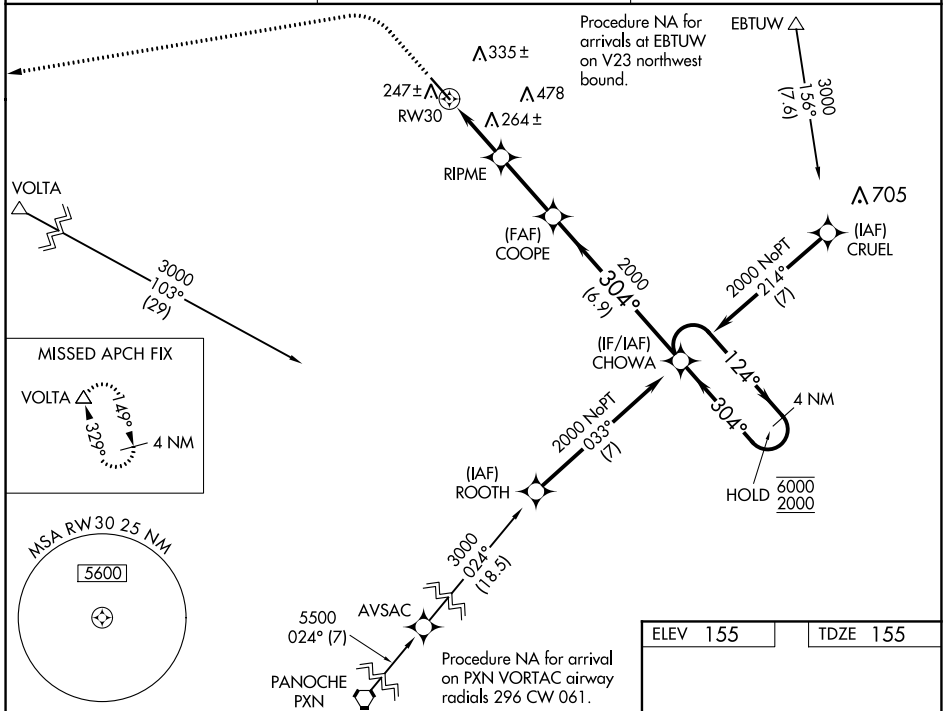 Procedure NA for
arrivals at EBTUW
on V23 northwest
bound.
EBTUW
335 ±
3000
156°
(7.6)
247 ±
478
RW30
264 ±
RIPME
VOLTA
705
(FAF)
COOPE
(IAF)
CRUEL
3000
103°
(29)
2000
304°
(6.9)
2000 NoPT
214°
(7)
MISSED APCH FIX
VOLTA
149°
329°
4 NM
(IF/IAF)
CHOWA
124°
304°
4 NM
2000 NoPT
033°
(7)
(IAF)
ROOTH
HOLD
6000
2000
MSA RW30 25 NM
5600
3000
024°
(18.5)
AVSAC
5500
024° (7)
PANOCHE
PXN
Procedure NA for arrival
on PXN VORTAC airway
radials 296 CW 061.
ELEV 155
TDZE 155